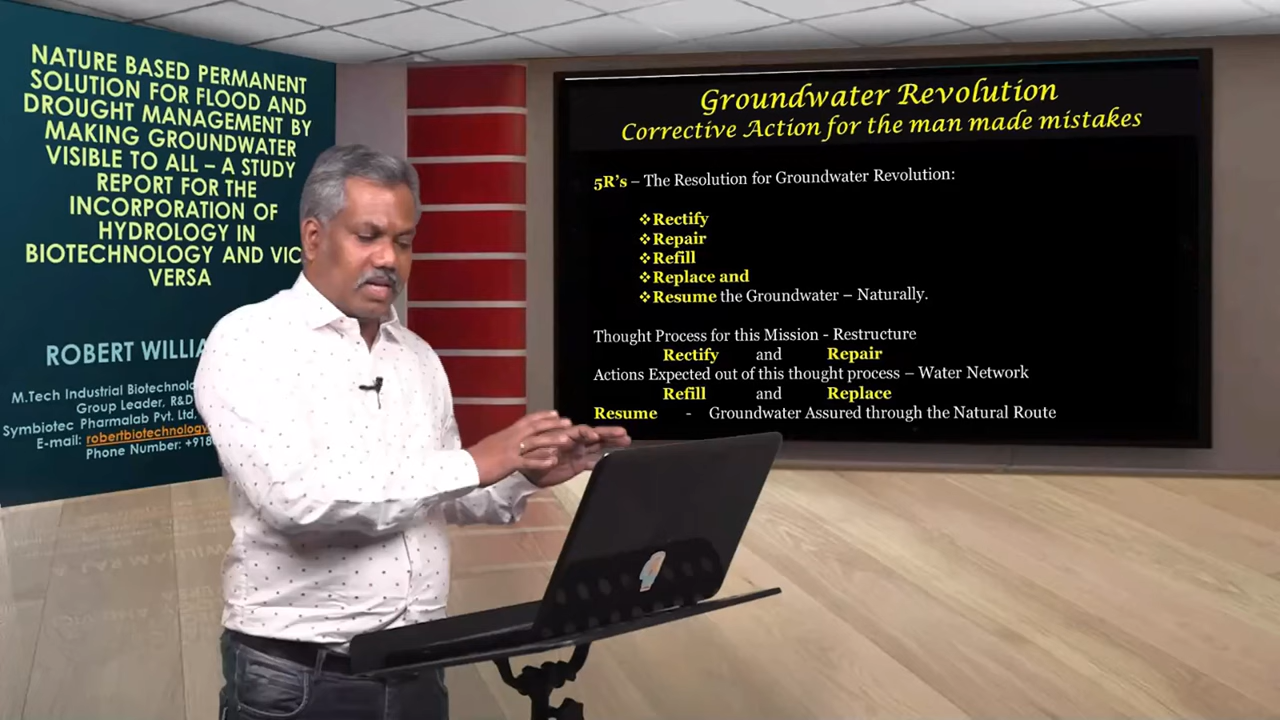 NATURE BASED PERMANENT
SOLUTION FOR FLOOD AND
DROUGHT MANAGEMENT BY
MAKING GROUNDWATER
VISIBLE TO ALL – A STUDY
REPORT FOR THE
INCORPORATION OF
HYDROLOGY IN
BIOTECHNOLOGY AND VIC
VERSA
ROBERT WILLIA
M.Tech Industrial Biotechnolo
Group Leader, R&D
Symbiotec Pharmalab Pvt. Ltd.
E-mail: robertbiotechnology
Phone Number: +918
Groundwater Revolution
Corrective Action for the man made mistakes
5R's – The Resolution for Groundwater Revolution:
❖Rectify
❖Repair
❖Refill
❖Replace and
❖Resume the Groundwater – Naturally.
Thought Process for this Mission - Restructure
Rectify and Repair
Actions Expected out of this thought process – Water Network
Refill and Replace
Resume - Groundwater Assured through the Natural Route